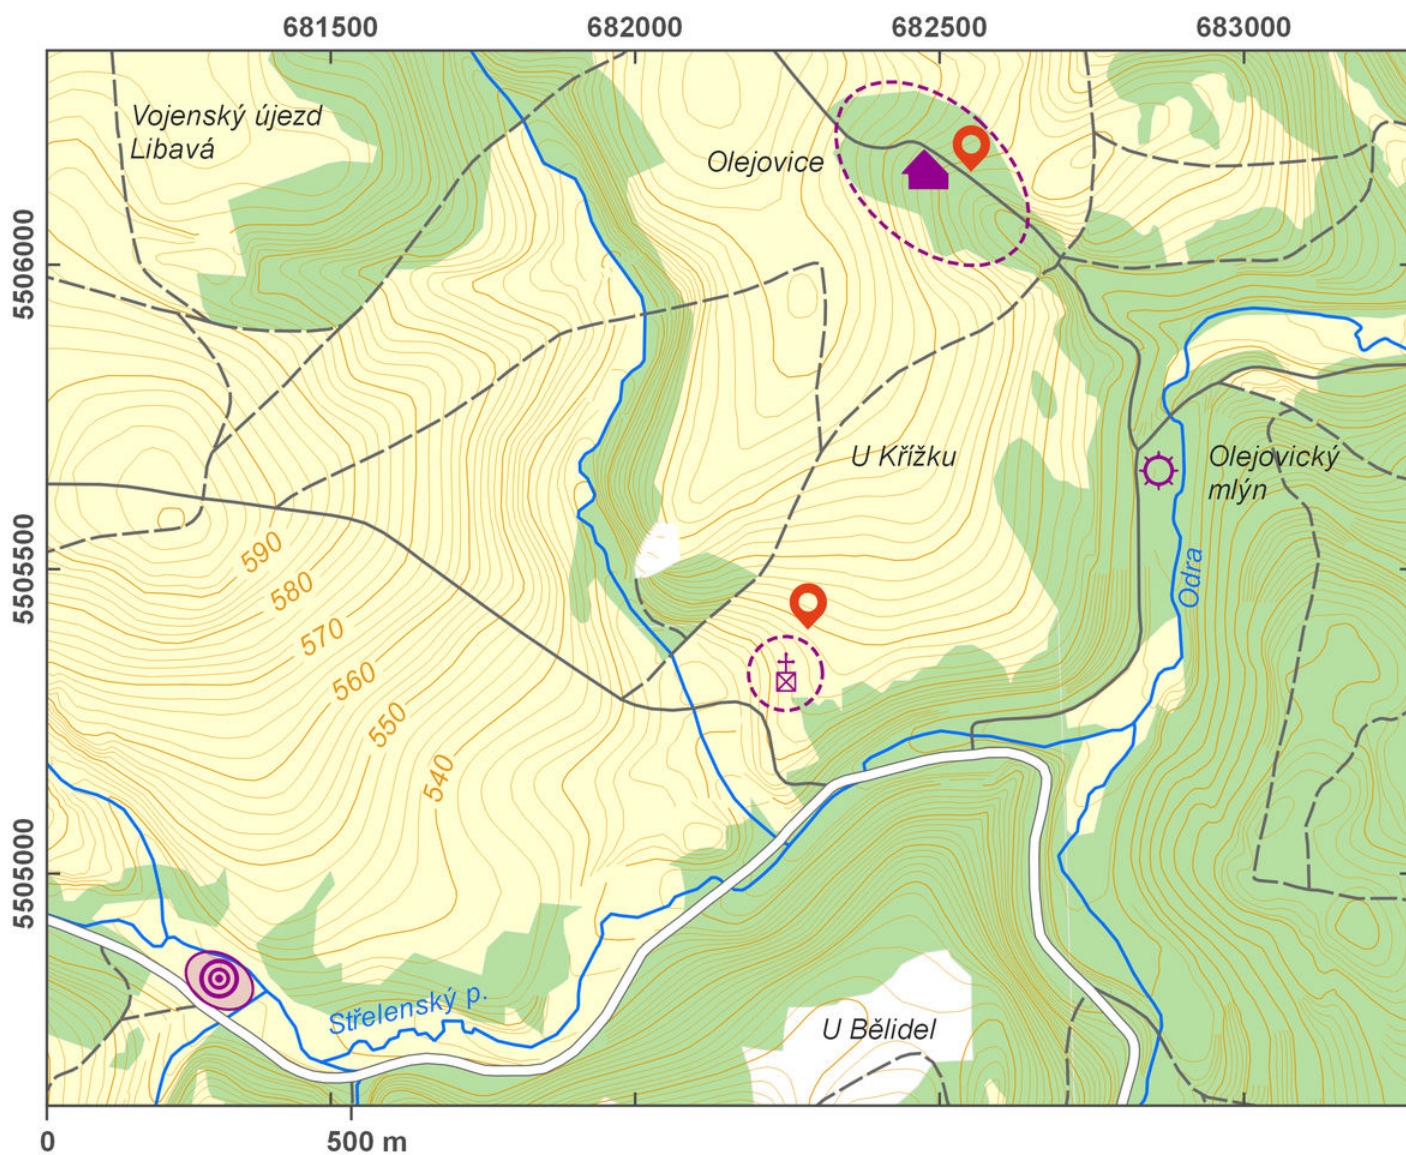 681500
682000
682500
683000
Vojenský újezd
Libavá
Olejovice
5506000
U Křížku
Olejovický
mlýn
5505500
590
580
570
560
550
540
Odra
5505000
Střelenský p.
U Bělidel
0
500 m